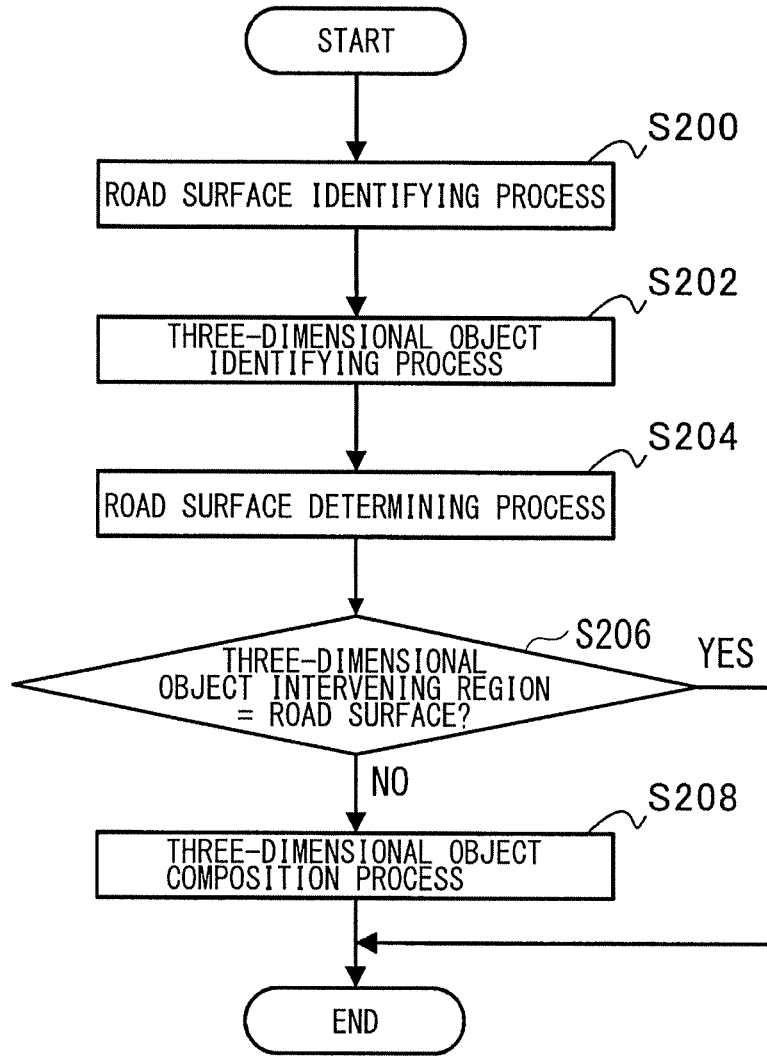 START
S200
ROAD SURFACE IDENTIFYING PROCESS
S202
THREE-DIMENSIONAL OBJECT
IDENTIFYING PROCESS
S204
ROAD SURFACE DETERMINING PROCESS
S206
YES
THREE-DIMENSIONAL
OBJECT INTERVENING REGION
= ROAD SURFACE?
NO
S208
THREE-DIMENSIONAL OBJECT
COMPOSITION PROCESS
END